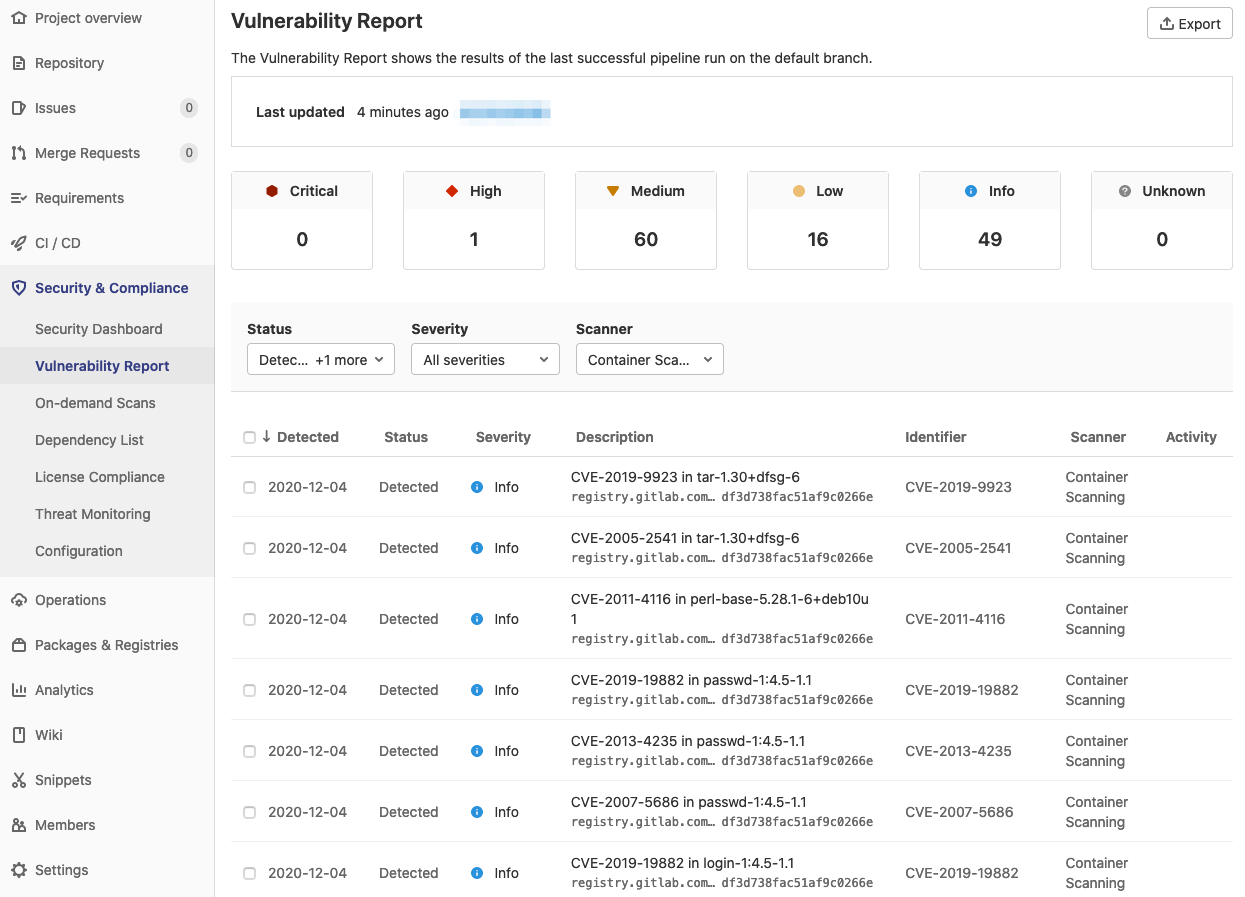 Project overview
Repository
Issues 0
Merge Requests 0
Requirements
CI / CD
Security & Compliance
Security Dashboard
Vulnerability Report
On-demand Scans
Dependency List
License Compliance
Threat Monitoring
Configuration
Operations
Packages & Registries
Analytics
Wiki
Snippets
Members
Settings
Vulnerability Report
Export
The Vulnerability Report shows the results of the last successful pipeline run on the default branch.
Last updated 4 minutes ago
Critical High Medium Low Info Unknown
0 1 60 16 49 0
Status Severity Scanner
Detec... +1 more All severities Container Sca...
Detected Status Severity Description Identifier Scanner Activity
2020-12-04 Detected Info CVE-2019-9923 in tar-1.30+dfsg-6 CVE-2019-9923 Container
registry.gitlab.com… df3d738fac51af9c0266e Scanning
2020-12-04 Detected Info CVE-2005-2541 in tar-1.30+dfsg-6 CVE-2005-2541 Container
registry.gitlab.com… df3d738fac51af9c0266e Scanning
2020-12-04 Detected Info CVE-2011-4116 in perl-base-5.28.1-6+deb10u CVE-2011-4116 Container
1 Scanning
registry.gitlab.com… df3d738fac51af9c0266e
2020-12-04 Detected Info CVE-2019-19882 in passwd-1:4.5-1.1 CVE-2019-19882 Container
registry.gitlab.com… df3d738fac51af9c0266e Scanning
2020-12-04 Detected Info CVE-2013-4235 in passwd-1:4.5-1.1 CVE-2013-4235 Container
registry.gitlab.com… df3d738fac51af9c0266e Scanning
2020-12-04 Detected Info CVE-2007-5686 in passwd-1:4.5-1.1 CVE-2007-5686 Container
registry.gitlab.com… df3d738fac51af9c0266e Scanning
2020-12-04 Detected Info CVE-2019-19882 in login-1:4.5-1.1 CVE-2019-19882 Container
registry.gitlab.com… df3d738fac51af9c0266e Scanning